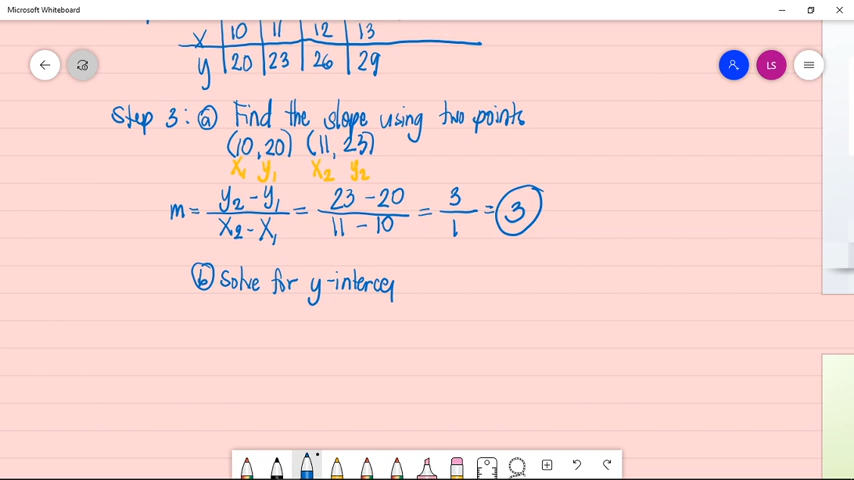 Microsoft Whiteboard
LS
x 10 11 12 13
y 20 23 26 29
Step 3: a Find the slope using two points
(10, 20) (11, 23)
x1 y1 x2 y2
m = y2 - y1 / x2 - x1 = 23 - 20 / 11 - 10 = 3 / 1 = 3
b Solve for y-intercep